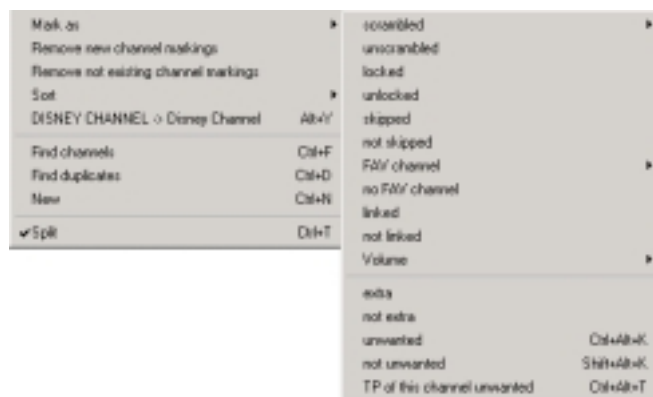 Mark as
Remove new channel markings
Remove not existing channel markings
Sort
DISNEY CHANNEL -> Disney Channel Alt+Y
Find channels Ctrl+F
Find duplicates Ctrl+D
New Ctrl+N
Split Ctrl+T
scrambled
unscrambled
locked
unlocked
skipped
not skipped
FAV channel
no FAV channel
linked
not linked
Volume
extra
not extra
unwanted Ctrl+Alt+K
not unwanted Shift+Alt+K
TP of this channel unwanted Ctrl+Alt+T